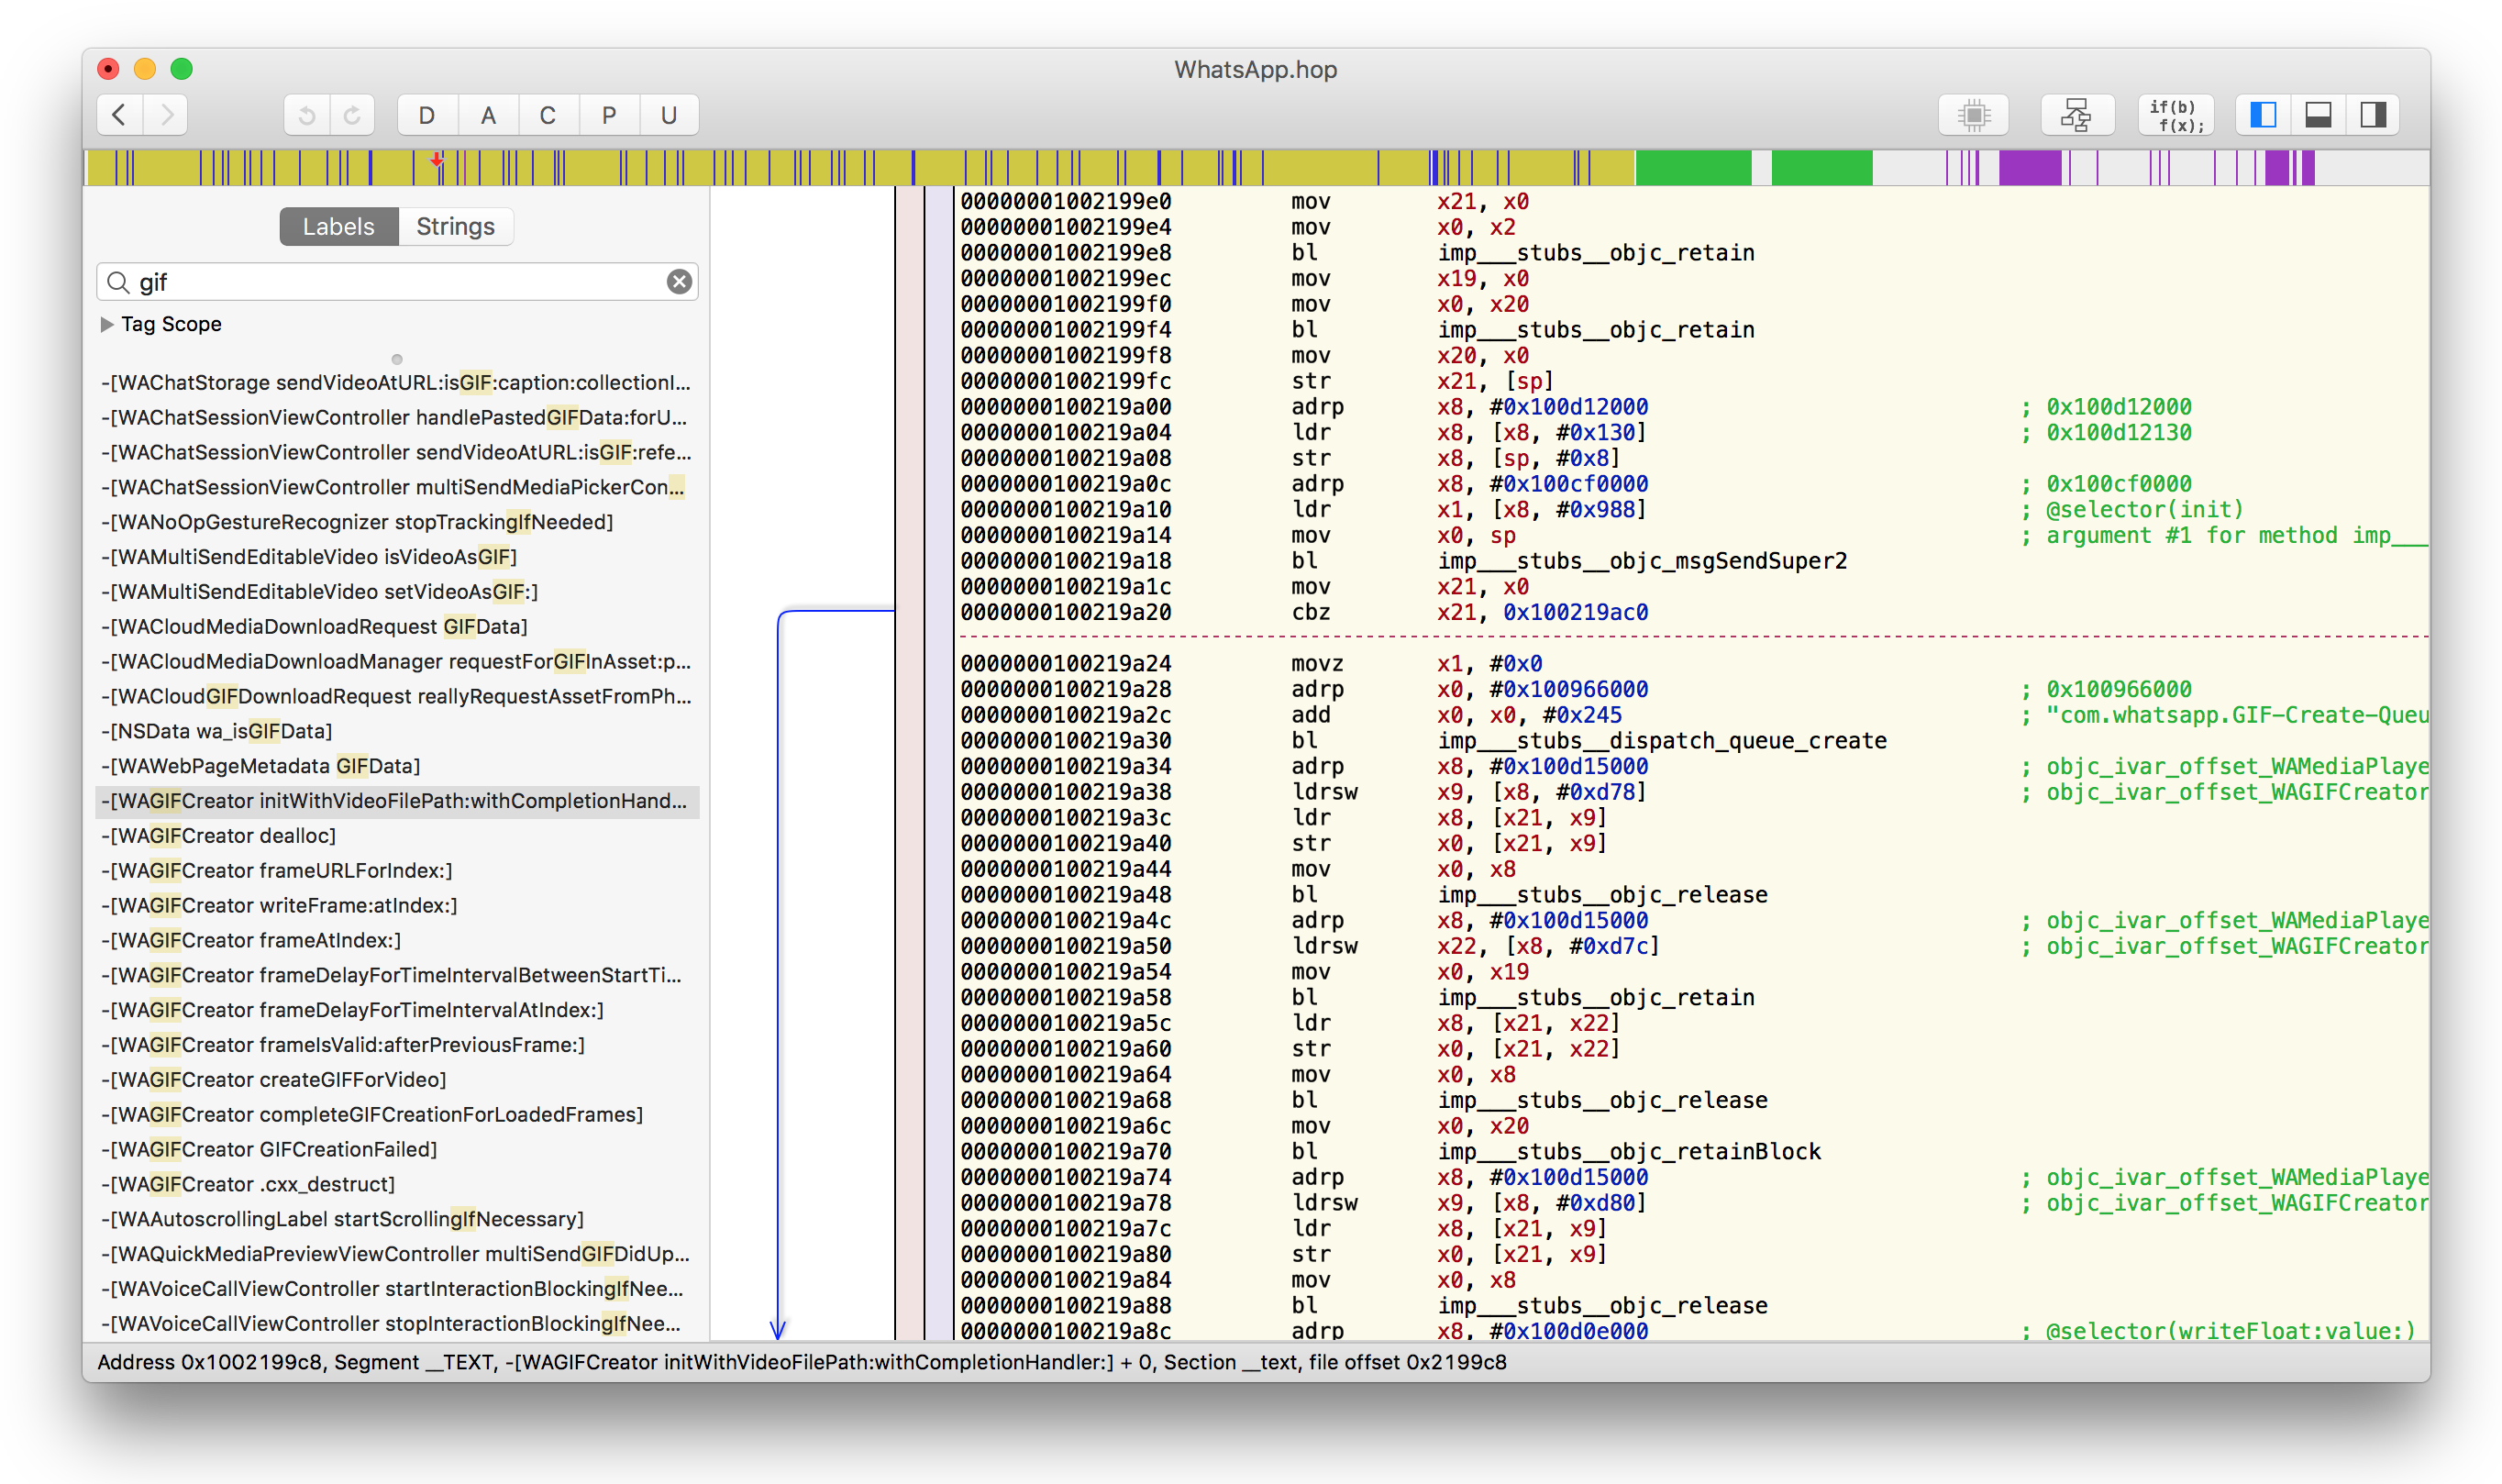 WhatsApp.hop
D A C P U if(b)
f(x);
Labels Strings
gif
Tag Scope
-[WAChatStorage sendVideoAtURL:isGIF:caption:collectionI...
-[WAChatSessionViewController handlePastedGIFData:forU...
-[WAChatSessionViewController sendVideoAtURL:isGIF:refe...
-[WAChatSessionViewController multiSendMediaPickerCon...
-[WANoOpGestureRecognizer stopTrackingIfNeeded]
-[WAMultiSendEditableVideo isVideoAsGIF]
-[WAMultiSendEditableVideo setVideoAsGIF:]
-[WACloudMediaDownloadRequest GIFData]
-[WACloudMediaDownloadManager requestForGIFInAsset:p...
-[WACloudGIFDownloadRequest reallyRequestAssetFromPh...
-[NSData wa_isGIFData]
-[WAWebPageMetadata GIFData]
-[WAGIFCreator initWithVideoFilePath:withCompletionHand...
-[WAGIFCreator dealloc]
-[WAGIFCreator frameURLForIndex:]
-[WAGIFCreator writeFrame:atIndex:]
-[WAGIFCreator frameAtIndex:]
-[WAGIFCreator frameDelayForTimeIntervalBetweenStartTi...
-[WAGIFCreator frameDelayForTimeIntervalAtIndex:]
-[WAGIFCreator frameIsValid:afterPreviousFrame:]
-[WAGIFCreator createGIFForVideo]
-[WAGIFCreator completeGIFCreationForLoadedFrames]
-[WAGIFCreator GIFCreationFailed]
-[WAGIFCreator .cxx_destruct]
-[WAAutoscrollingLabel startScrollingIfNecessary]
-[WAQuickMediaPreviewViewController multiSendGIFDidUp...
-[WAVoiceCallViewController startInteractionBlockingIfNee...
-[WAVoiceCallViewController stopInteractionBlockingIfNee...
00000001002199e0 mov x21, x0
00000001002199e4 mov x0, x2
00000001002199e8 bl imp___stubs__objc_retain
00000001002199ec mov x19, x0
00000001002199f0 mov x0, x20
00000001002199f4 bl imp___stubs__objc_retain
00000001002199f8 mov x20, x0
00000001002199fc str x21, [sp]
0000000100219a00 adrp x8, #0x100d12000 ; 0x100d12000
0000000100219a04 ldr x8, [x8, #0x130] ; 0x100d12130
0000000100219a08 str x8, [sp, #0x8]
0000000100219a0c adrp x8, #0x100cf0000 ; 0x100cf0000
0000000100219a10 ldr x1, [x8, #0x988] ; @selector(init)
0000000100219a14 mov x0, sp ; argument #1 for method imp___
0000000100219a18 bl imp___stubs__objc_msgSendSuper2
0000000100219a1c mov x21, x0
0000000100219a20 cbz x21, 0x100219ac0
0000000100219a24 movz x1, #0x0
0000000100219a28 adrp x0, #0x100966000 ; 0x100966000
0000000100219a2c add x0, x0, #0x245 ; "com.whatsapp.GIF-Create-Queu
0000000100219a30 bl imp___stubs__dispatch_queue_create
0000000100219a34 adrp x8, #0x100d15000 ; objc_ivar_offset_WAMediaPlaye
0000000100219a38 ldrsw x9, [x8, #0xd78] ; objc_ivar_offset_WAGIFCreator
0000000100219a3c ldr x8, [x21, x9]
0000000100219a40 str x0, [x21, x9]
0000000100219a44 mov x0, x8
0000000100219a48 bl imp___stubs__objc_release
0000000100219a4c adrp x8, #0x100d15000 ; objc_ivar_offset_WAMediaPlaye
0000000100219a50 ldrsw x22, [x8, #0xd7c] ; objc_ivar_offset_WAGIFCreator
0000000100219a54 mov x0, x19
0000000100219a58 bl imp___stubs__objc_retain
0000000100219a5c ldr x8, [x21, x22]
0000000100219a60 str x0, [x21, x22]
0000000100219a64 mov x0, x8
0000000100219a68 bl imp___stubs__objc_release
0000000100219a6c mov x0, x20
0000000100219a70 bl imp___stubs__objc_retainBlock
0000000100219a74 adrp x8, #0x100d15000 ; objc_ivar_offset_WAMediaPlaye
0000000100219a78 ldrsw x9, [x8, #0xd80] ; objc_ivar_offset_WAGIFCreator
0000000100219a7c ldr x8, [x21, x9]
0000000100219a80 str x0, [x21, x9]
0000000100219a84 mov x0, x8
0000000100219a88 bl imp___stubs__objc_release
0000000100219a8c adrp x8, #0x100d0e000 ; @selector(writeFloat:value:)
Address 0x1002199c8, Segment __TEXT, -[WAGIFCreator initWithVideoFilePath:withCompletionHandler:] + 0, Section __text, file offset 0x2199c8